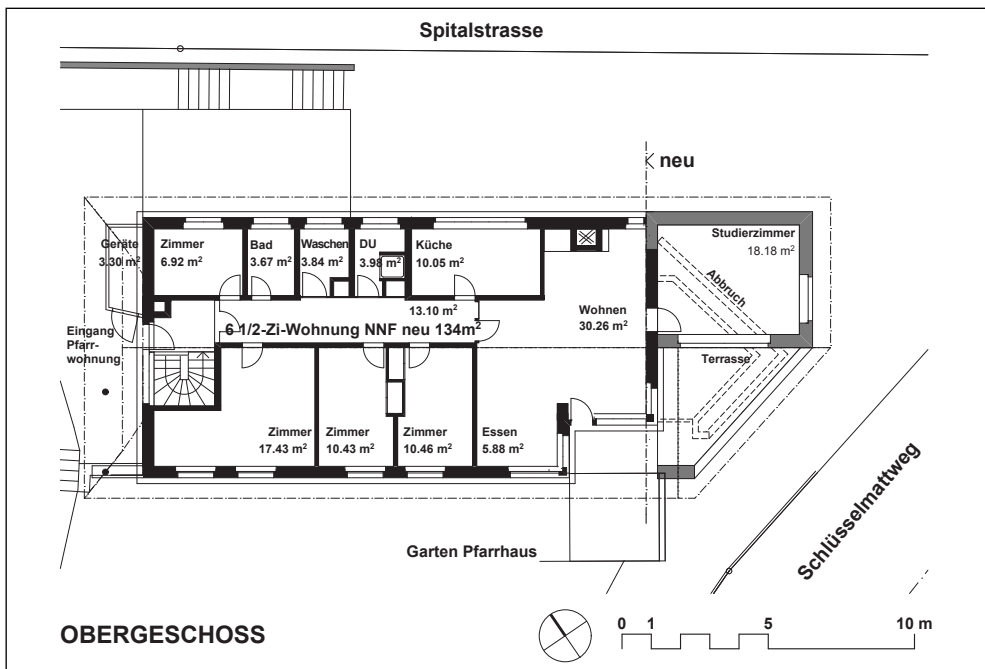 Spitalstrasse
neu
Geräte
3.30 m²
Zimmer
6.92 m²
Bad
3.67 m²
Waschen
3.84 m²
DU
3.98 m²
Küche
10.05 m²
Studierzimmer
18.18 m²
Abbruch
13.10 m²
Wohnen
30.26 m²
6 1/2-Zi-Wohnung NNF neu 134m²
Eingang
Pfarr-
wohnung
Terrasse
Zimmer
17.43 m²
Zimmer
10.43 m²
Zimmer
10.46 m²
Essen
5.88 m²
Schlüsselmattweg
Garten Pfarrhaus
OBERGESCHOSS
0 1 5 10 m